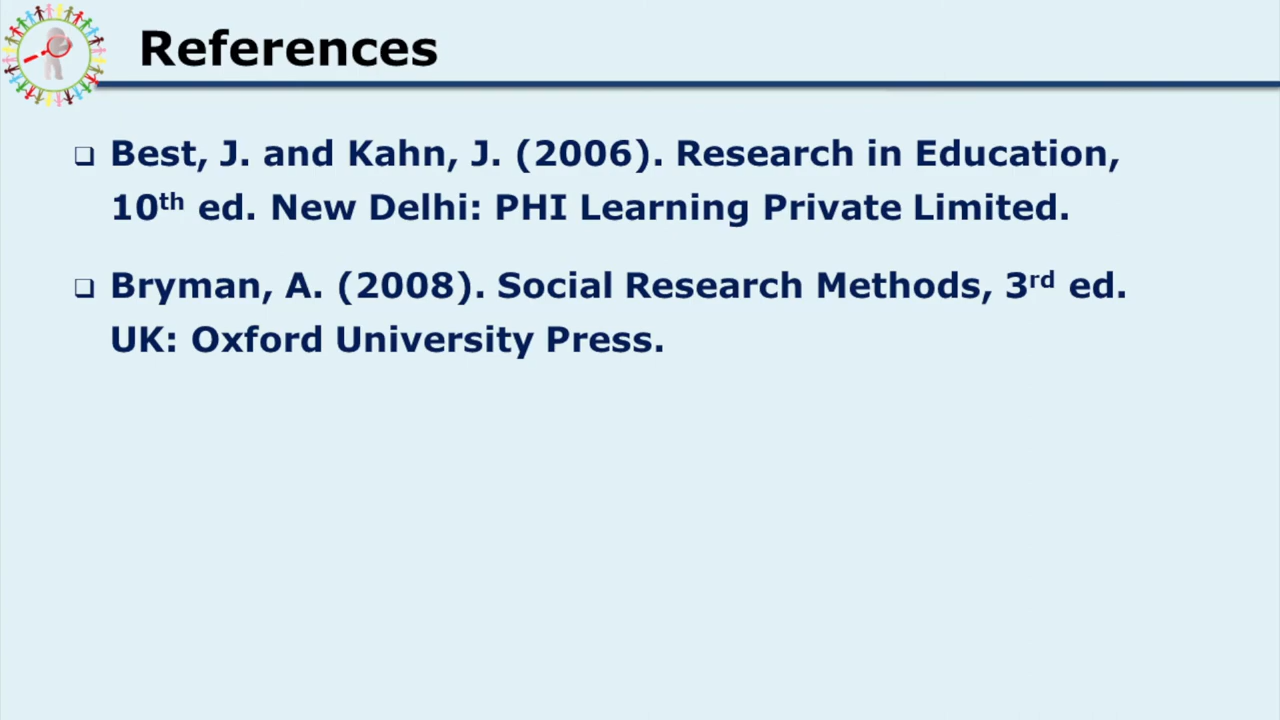 References
❑ Best, J. and Kahn, J. (2006). Research in Education,
10th ed. New Delhi: PHI Learning Private Limited.
❑ Bryman, A. (2008). Social Research Methods, 3rd ed.
UK: Oxford University Press.